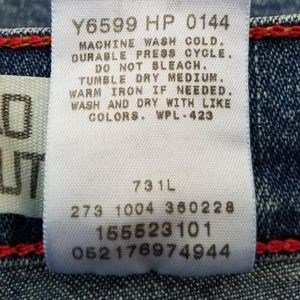 Y6599 HP 0144
MACHINE WASH COLD.
DURABLE PRESS CYCLE.
DO NOT BLEACH.
TUMBLE DRY MEDIUM.
WARM IRON IF NEEDED.
WASH AND DRY WITH LIKE
COLORS. WPL-423
731L
273 1004 360228
155523101
052176974944